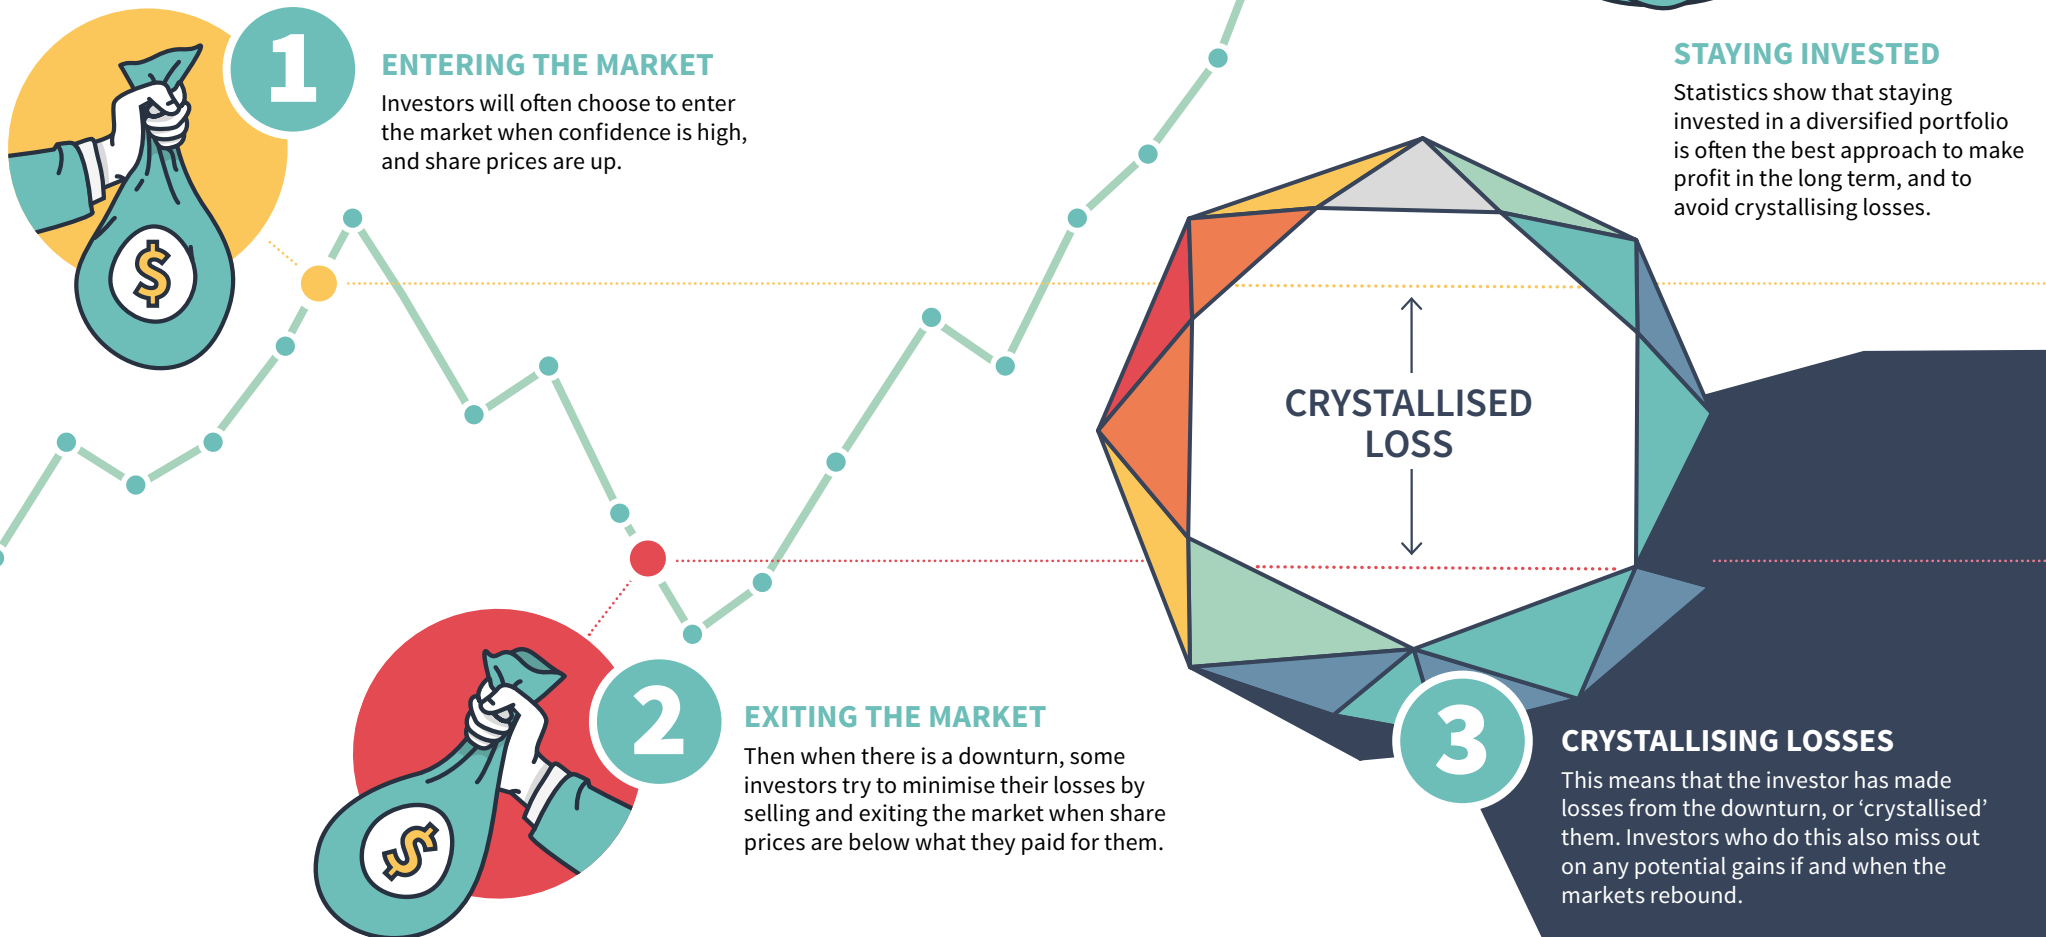 1
ENTERING THE MARKET
Investors will often choose to enter
the market when confidence is high,
and share prices are up.
$
STAYING INVESTED
Statistics show that staying
invested in a diversified portfolio
is often the best approach to make
profit in the long term, and to
avoid crystallising losses.
CRYSTALLISED
LOSS
2
EXITING THE MARKET
Then when there is a downturn, some
investors try to minimise their losses by
selling and exiting the market when share
prices are below what they paid for them.
$
3
CRYSTALLISING LOSSES
This means that the investor has made
losses from the downturn, or ‘crystallised’
them. Investors who do this also miss out
on any potential gains if and when the
markets rebound.